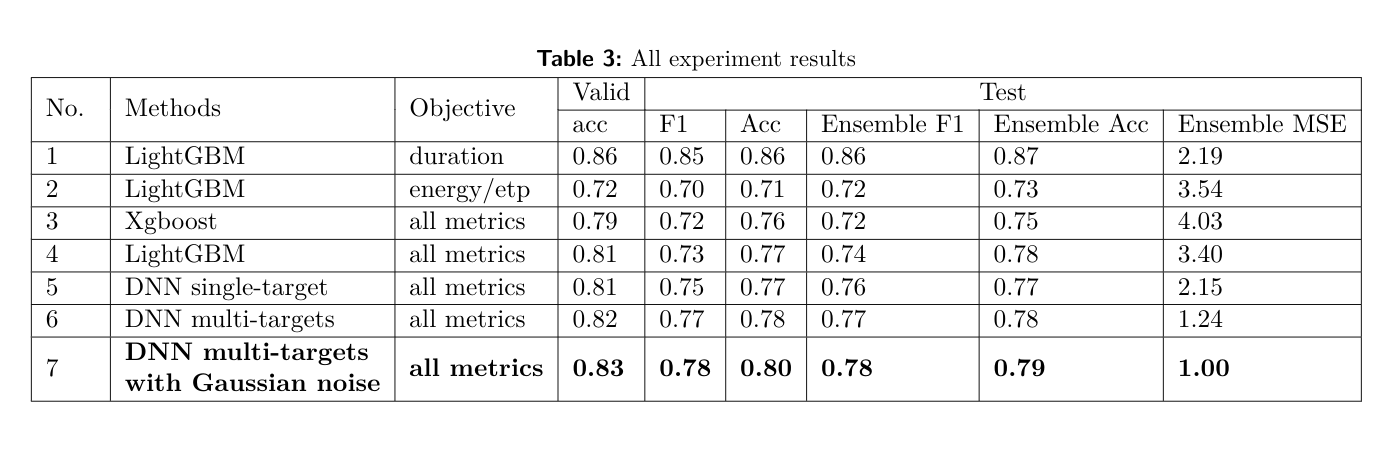 Table 3: All experiment results
No. Methods Objective Valid Test
acc F1 Acc Ensemble F1 Ensemble Acc Ensemble MSE
1 LightGBM duration 0.86 0.85 0.86 0.86 0.87 2.19
2 LightGBM energy/etp 0.72 0.70 0.71 0.72 0.73 3.54
3 Xgboost all metrics 0.79 0.72 0.76 0.72 0.75 4.03
4 LightGBM all metrics 0.81 0.73 0.77 0.74 0.78 3.40
5 DNN single-target all metrics 0.81 0.75 0.77 0.76 0.77 2.15
6 DNN multi-targets all metrics 0.82 0.77 0.78 0.77 0.78 1.24
7 DNN multi-targets
with Gaussian noise all metrics 0.83 0.78 0.80 0.78 0.79 1.00